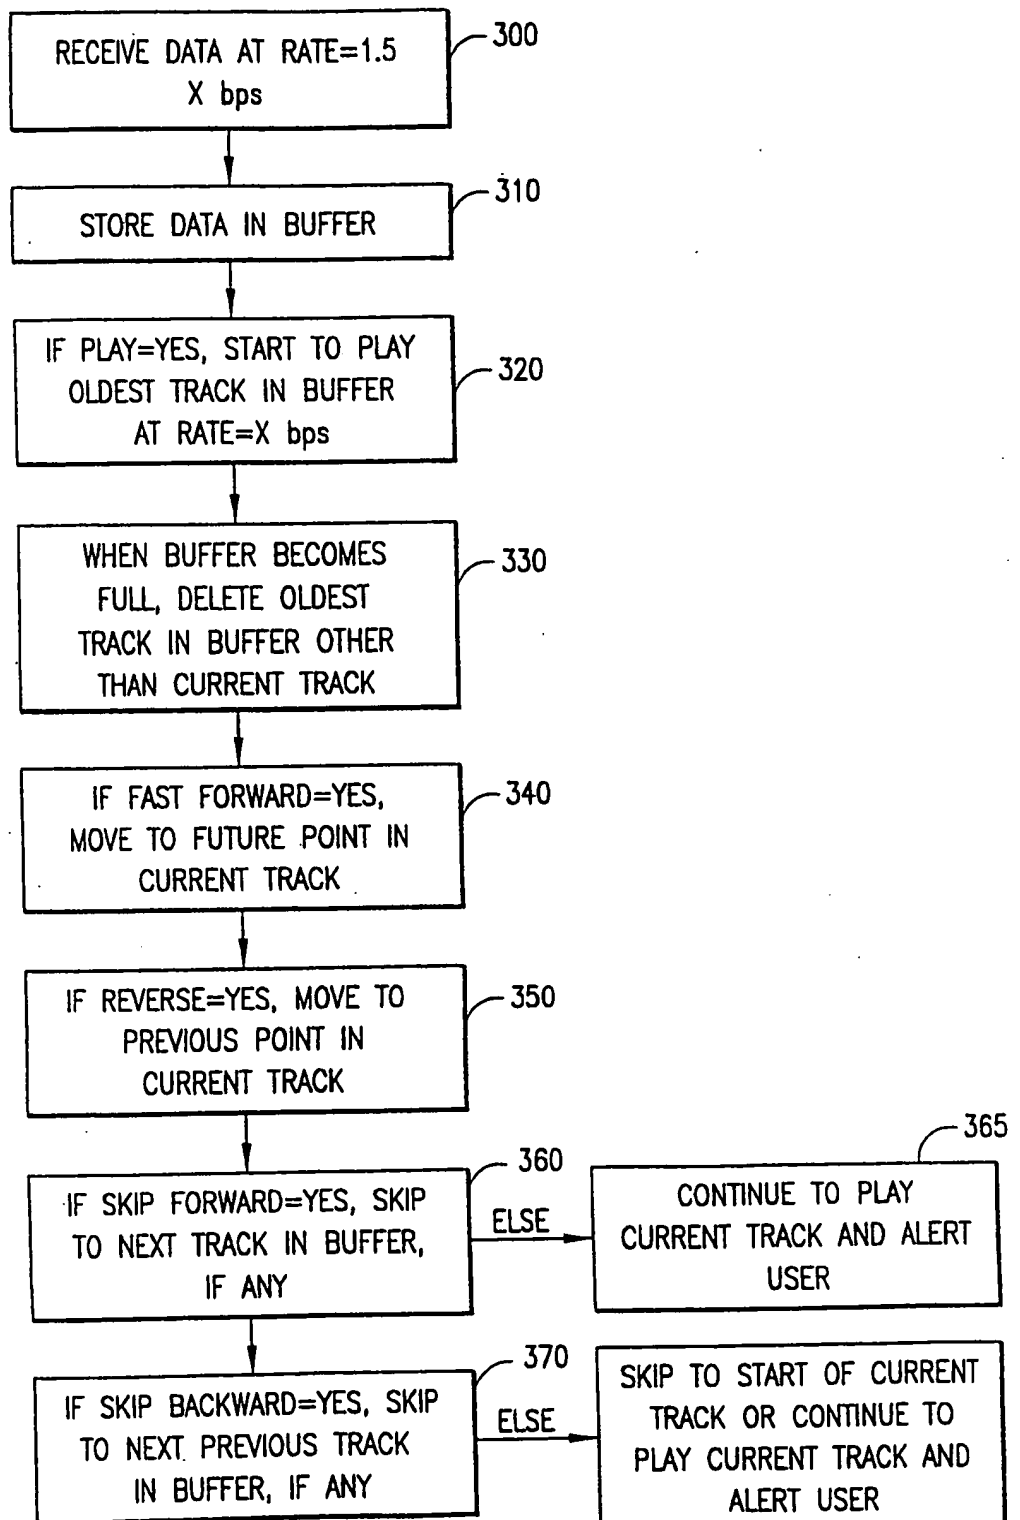 RECEIVE DATA AT RATE=1.5
X bps
300
STORE DATA IN BUFFER
310
IF PLAY=YES, START TO PLAY
OLDEST TRACK IN BUFFER
AT RATE=X bps
320
WHEN BUFFER BECOMES
FULL, DELETE OLDEST
TRACK IN BUFFER OTHER
THAN CURRENT TRACK
330
IF FAST FORWARD=YES,
MOVE TO FUTURE POINT IN
CURRENT TRACK
340
IF REVERSE=YES, MOVE TO
PREVIOUS POINT IN
CURRENT TRACK
350
IF SKIP FORWARD=YES, SKIP
TO NEXT TRACK IN BUFFER,
IF ANY
360
ELSE
CONTINUE TO PLAY
CURRENT TRACK AND ALERT
USER
365
IF SKIP BACKWARD=YES, SKIP
TO NEXT PREVIOUS TRACK
IN BUFFER, IF ANY
370
ELSE
SKIP TO START OF CURRENT
TRACK OR CONTINUE TO
PLAY CURRENT TRACK AND
ALERT USER